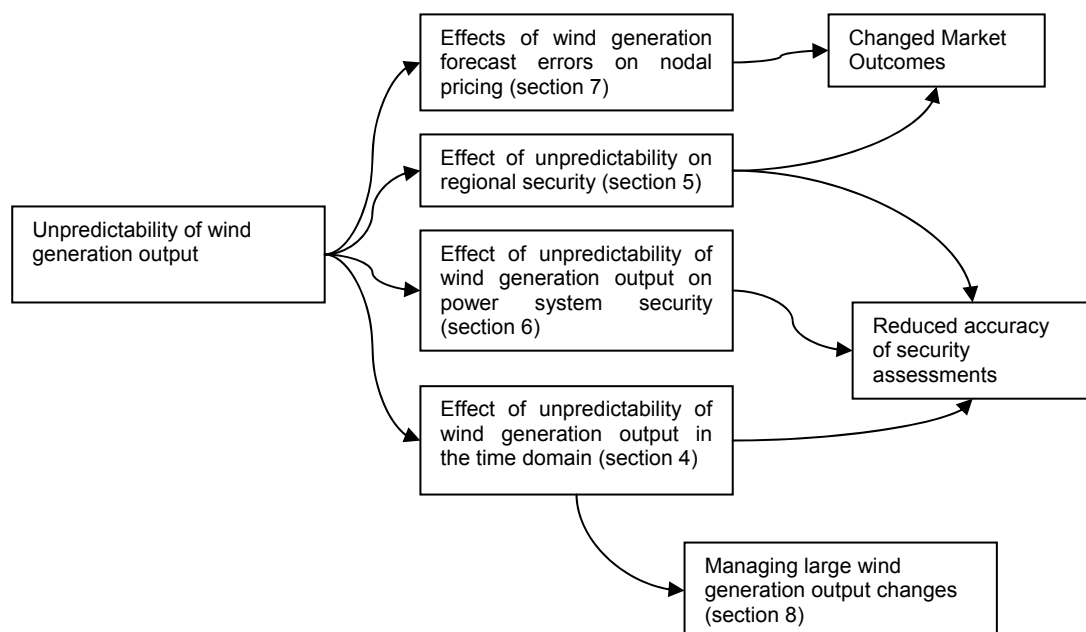 Unpredictability of wind
generation output
Effects of wind generation
forecast errors on nodal
pricing (section 7)
Effect of unpredictability on
regional security (section 5)
Effect of unpredictability of
wind generation output on
power system security
(section 6)
Effect of unpredictability of
wind generation output in
the time domain (section 4)
Changed Market
Outcomes
Reduced accuracy
of security
assessments
Managing large wind
generation output changes
(section 8)